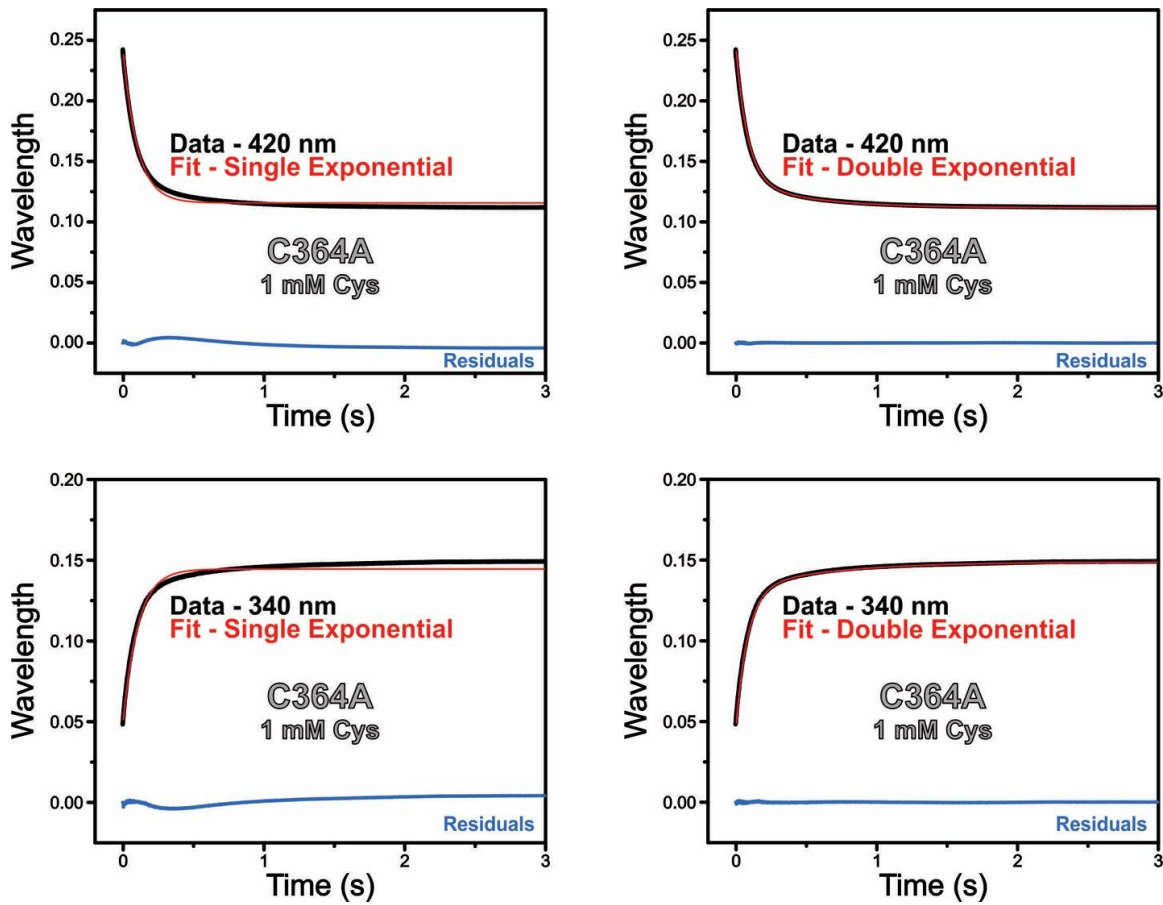 Wavelength
0.25
0.20
0.15
0.10
0.05
0.00
Data - 420 nm
Fit - Single Exponential
C364A
1 mM Cys
Residuals
0 1 2 3
Time (s)
Wavelength
0.25
0.20
0.15
0.10
0.05
0.00
Data - 420 nm
Fit - Double Exponential
C364A
1 mM Cys
Residuals
0 1 2 3
Time (s)
Wavelength
0.20
0.15
0.10
0.05
0.00
Data - 340 nm
Fit - Single Exponential
C364A
1 mM Cys
Residuals
0 1 2 3
Time (s)
Wavelength
0.20
0.15
0.10
0.05
0.00
Data - 340 nm
Fit - Double Exponential
C364A
1 mM Cys
Residuals
0 1 2 3
Time (s)